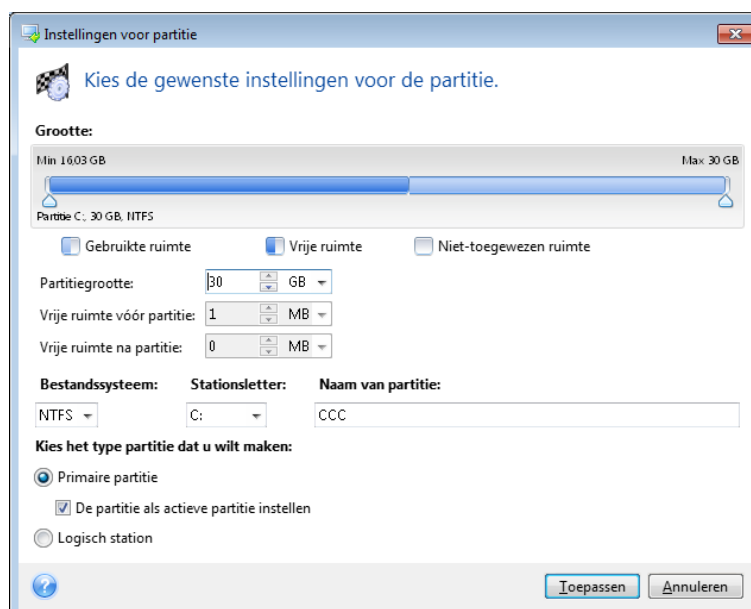 Instellingen voor partitie
Kies de gewenste instellingen voor de partitie.
Grootte:
Min 16,03 GB Max 30 GB
Partitie C:, 30 GB, NTFS
Gebruikte ruimte Vrije ruimte Niet-toegewezen ruimte
Partitiegrootte: 30 GB
Vrije ruimte vóór partitie: 1 MB
Vrije ruimte na partitie: 0 MB
Bestandssysteem: Stationsletter: Naam van partitie:
NTFS C: CCC
Kies het type partitie dat u wilt maken:
Primaire partitie
De partitie als actieve partitie instellen
Logisch station
? Toepassen Annuleren